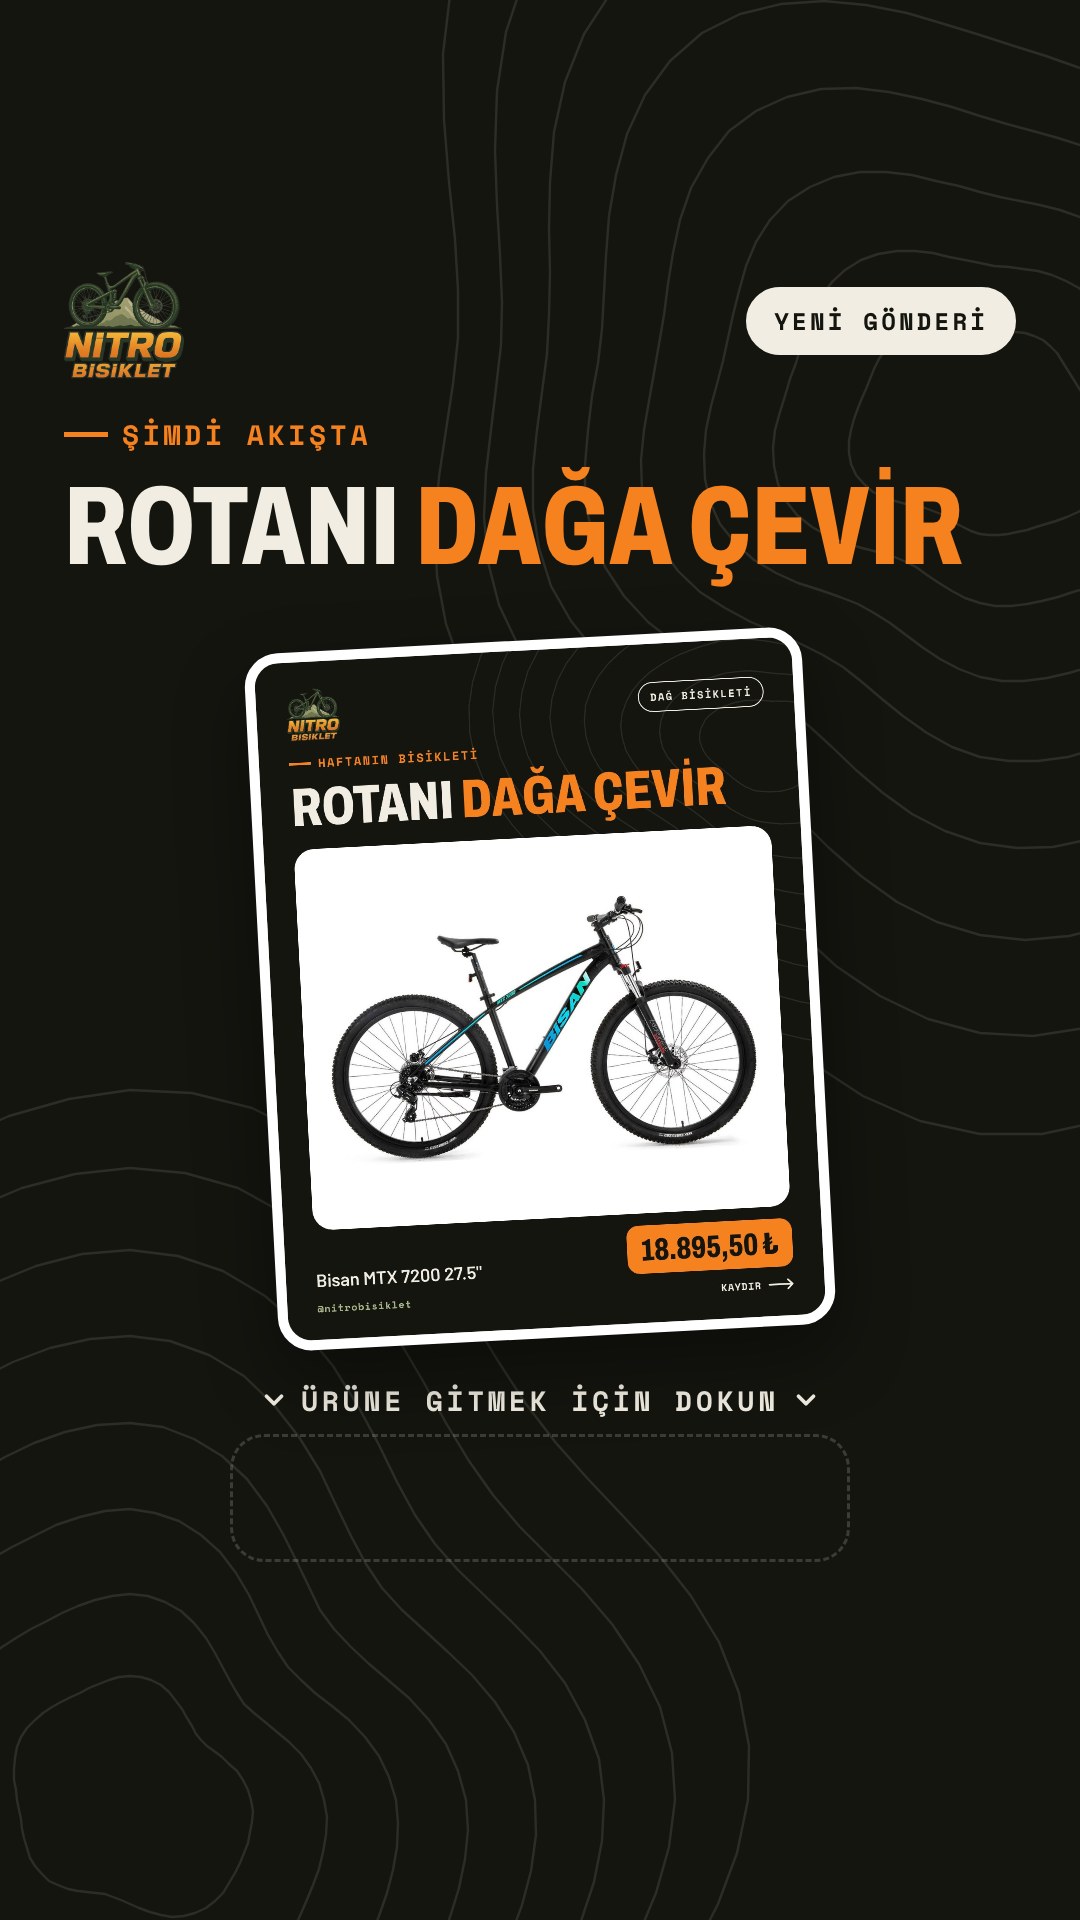 NiTRO
BiSiKLET
YENİ GÖNDERİ
ŞİMDİ AKIŞTA
ROTANI DAĞA ÇEVİR
NiTRO
BiSiKLET
DAĞ BİSİKLETİ
HAFTANIN BİSİKLETİ
ROTANI DAĞA ÇEVİR
BISAN
18.895,50 ₺
Bisan MTX 7200 27.5"
KAYDIR
@nitrobisiklet
ÜRÜNE GİTMEK İÇİN DOKUN